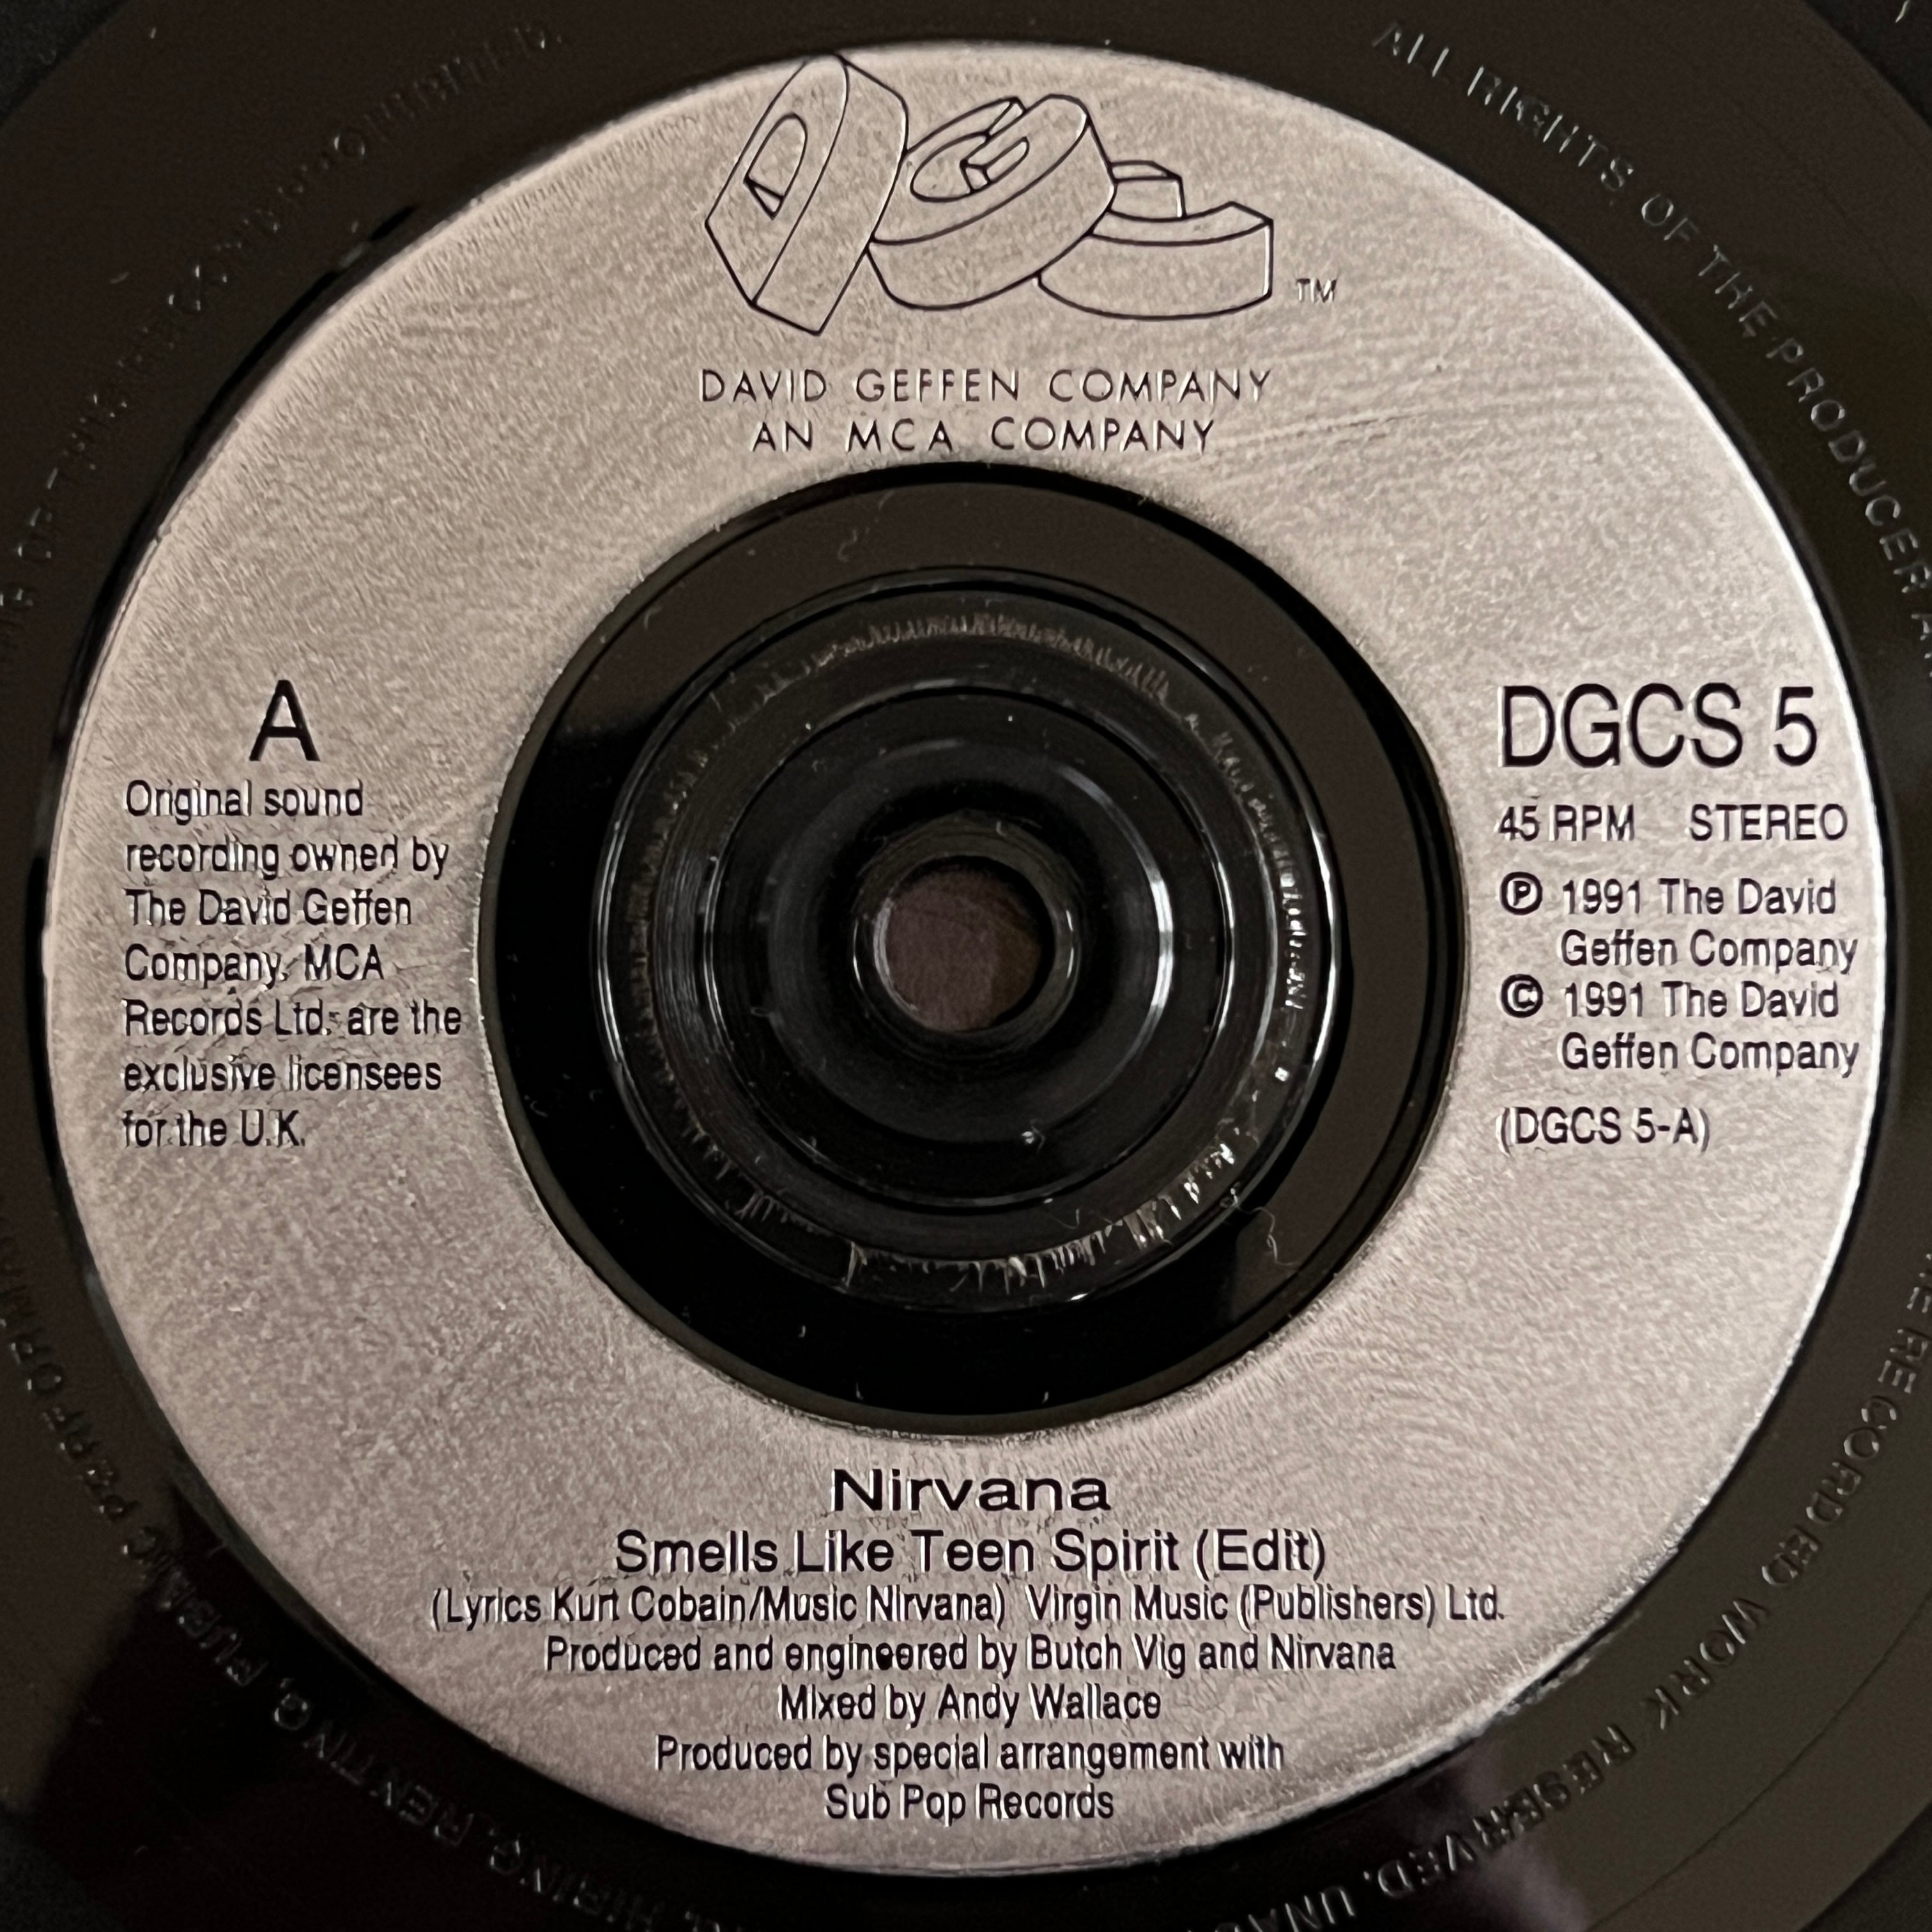 DGC TM
DAVID GEFFEN COMPANY
AN MCA COMPANY
A
Original sound
recording owned by
The David Geffen
Company, MCA
Records Ltd. are the
exclusive licensees
for the U.K.
DGCS 5
45 RPM STEREO
Ⓟ 1991 The David
Geffen Company
© 1991 The David
Geffen Company
(DGCS 5-A)
Nirvana
Smells Like Teen Spirit (Edit)
(Lyrics Kurt Cobain/Music Nirvana) Virgin Music (Publishers) Ltd.
Produced and engineered by Butch Vig and Nirvana
Mixed by Andy Wallace
Produced by special arrangement with
Sub Pop Records
ALL RIGHTS OF THE PRODUCER
RECORDED WORK RESERVED.
HIRING, RENTING, PUBLIC